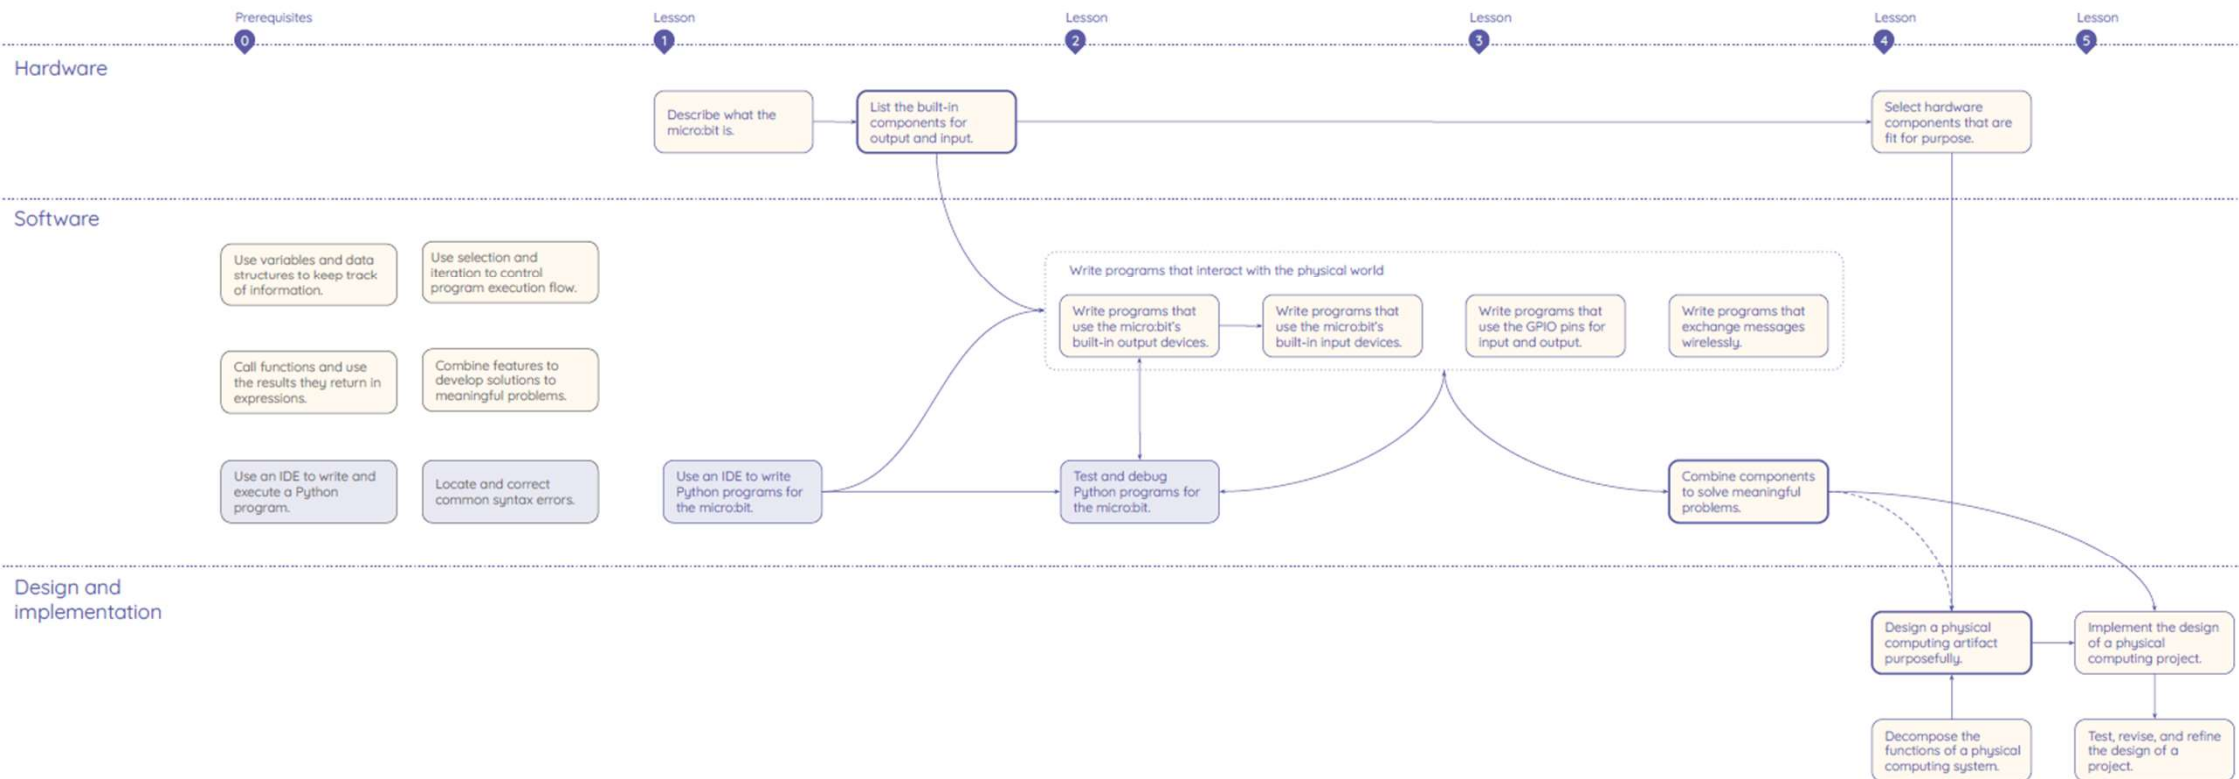 Prerequisites
0
Lesson
1
Lesson
2
Lesson
3
Lesson
4
Lesson
5
Hardware
Describe what the
micro:bit is.
List the built-in
components for
output and input.
Select hardware
components that are
fit for purpose.
Software
Use variables and data
structures to keep track
of information.
Use selection and
iteration to control
program execution flow.
Write programs that interact with the physical world
Write programs that
use the micro:bit's
built-in output devices.
Write programs that
use the micro:bit's
built-in input devices.
Write programs that
use the GPIO pins for
input and output.
Write programs that
exchange messages
wirelessly.
Call functions and use
the results they return in
expressions.
Combine features to
develop solutions to
meaningful problems.
Use an IDE to write and
execute a Python
program.
Locate and correct
common syntax errors.
Use an IDE to write
Python programs for
the micro:bit.
Test and debug
Python programs for
the micro:bit.
Combine components
to solve meaningful
problems.
Design and
implementation
Design a physical
computing artifact
purposefully.
Implement the design
of a physical
computing project.
Decompose the
functions of a physical
computing system.
Test, revise, and refine
the design of a
project.